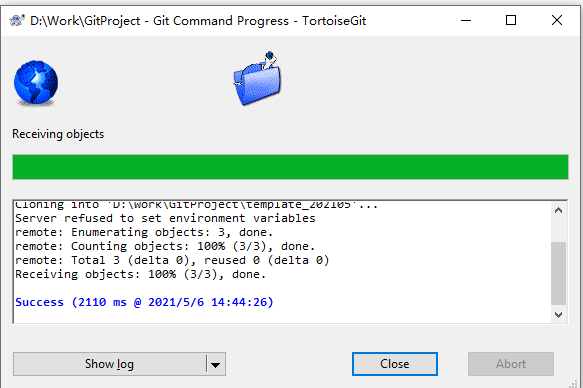 D:\Work\GitProject - Git Command Progress - TortoiseGit
Receiving objects
Cloning into 'D:\Work\GitProject\template_202105'...
Server refused to set environment variables
remote: Enumerating objects: 3, done.
remote: Counting objects: 100% (3/3), done.
remote: Total 3 (delta 0), reused 0 (delta 0)
Receiving objects: 100% (3/3), done.
Success (2110 ms @ 2021/5/6 14:44:26)
Show log
Close
Abort